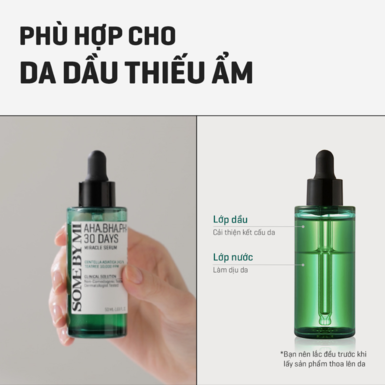 PHÙ HỢP CHO
DA DẦU THIẾU ẨM
SOME BY MI
AHA.BHA.PHA
30 DAYS
MIRACLE SERUM
CLINICAL SOLUTION
Lớp dầu
Cải thiện kết cấu da
Lớp nước
Làm dịu da
*Bạn nên lắc đều trước khi
lấy sản phẩm thoa lên da